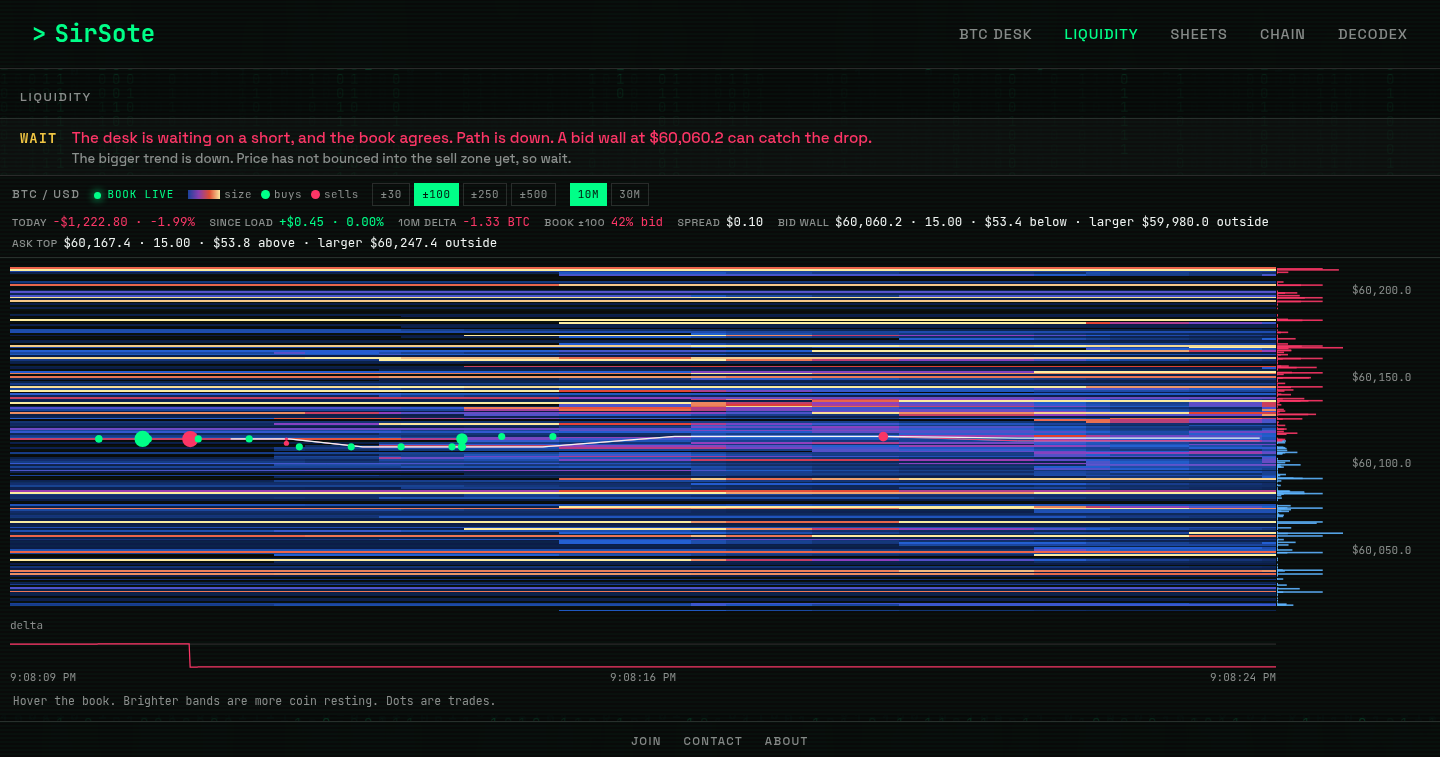 > SirSote
BTC DESK LIQUIDITY SHEETS CHAIN DECODEX
LIQUIDITY
WAIT The desk is waiting on a short, and the book agrees. Path is down. A bid wall at $60,060.2 can catch the drop.
The bigger trend is down. Price has not bounced into the sell zone yet, so wait.
BTC / USD BOOK LIVE size buys sells ±30 ±100 ±250 ±500 10M 30M
TODAY -$1,222.80 · -1.99% SINCE LOAD +$0.45 · 0.00% 10M DELTA -1.33 BTC BOOK ±100 42% bid SPREAD $0.10 BID WALL $60,060.2 · 15.00 · $53.4 below · larger $59,980.0 outside
ASK TOP $60,167.4 · 15.00 · $53.8 above · larger $60,247.4 outside
$60,200.0
$60,150.0
$60,100.0
$60,050.0
delta
9:08:09 PM 9:08:16 PM 9:08:24 PM
Hover the book. Brighter bands are more coin resting. Dots are trades.
JOIN CONTACT ABOUT